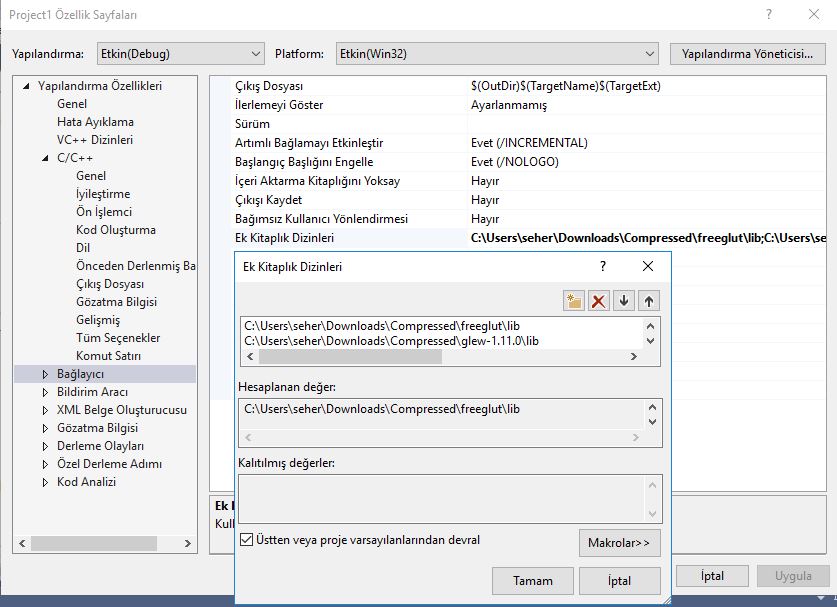 Project1 Özellik Sayfaları
Yapılandırma: Etkin(Debug) Platform: Etkin(Win32) Yapılandırma Yöneticisi...
Yapılandırma Özellikleri
Genel
Hata Ayıklama
VC++ Dizinleri
C/C++
Genel
İyileştirme
Ön İşlemci
Kod Oluşturma
Dil
Önceden Derlenmiş Ba
Çıkış Dosyası
Gözatma Bilgisi
Gelişmiş
Tüm Seçenekler
Komut Satırı
Bağlayıcı
Bildirim Aracı
XML Belge Oluşturucusu
Gözatma Bilgisi
Derleme Olayları
Özel Derleme Adımı
Kod Analizi
Çıkış Dosyası $(OutDir)$(TargetName)$(TargetExt)
İlerlemeyi Göster Ayarlanmamış
Sürüm
Artımlı Bağlamayı Etkinleştir Evet (/INCREMENTAL)
Başlangıç Başlığını Engelle Evet (/NOLOGO)
İçeri Aktarma Kitaplığını Yoksay Hayır
Çıkışı Kaydet Hayır
Bağımsız Kullanıcı Yönlendirmesi Hayır
Ek Kitaplık Dizinleri C:\Users\seher\Downloads\Compressed\freeglut\lib;C:\Users\se
Ek Kitaplık Dizinleri
C:\Users\seher\Downloads\Compressed\freeglut\lib
C:\Users\seher\Downloads\Compressed\glew-1.11.0\lib
Hesaplanan değer:
C:\Users\seher\Downloads\Compressed\freeglut\lib
Kalıtılmış değerler:
Üstten veya proje varsayılanlarından devral
Makrolar>>
Tamam İptal
Ek
Kull
İptal Uygula